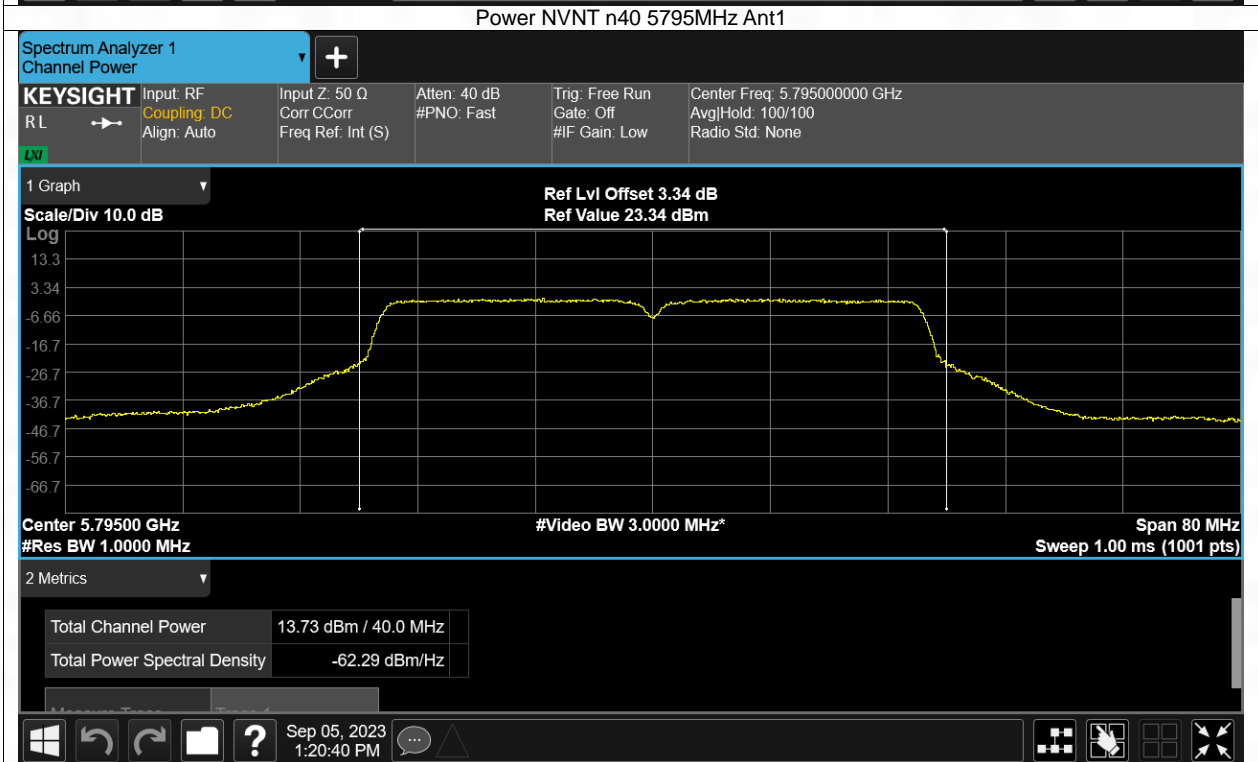 Power NVNT n40 5795MHz Ant1
Spectrum Analyzer 1
Channel Power
KEYSIGHT
R L
LXI
Input: RF
Coupling: DC
Align: Auto
Input Z: 50 Ω
Corr CCorr
Freq Ref: Int (S)
Atten: 40 dB
#PNO: Fast
Trig: Free Run
Gate: Off
#IF Gain: Low
Center Freq: 5.795000000 GHz
Avg|Hold: 100/100
Radio Std: None
1 Graph
Scale/Div 10.0 dB
Ref Lvl Offset 3.34 dB
Ref Value 23.34 dBm
Log
13.3
3.34
-6.66
-16.7
-26.7
-36.7
-46.7
-56.7
-66.7
Center 5.79500 GHz
#Res BW 1.0000 MHz
#Video BW 3.0000 MHz*
Span 80 MHz
Sweep 1.00 ms (1001 pts)
2 Metrics
Total Channel Power 13.73 dBm / 40.0 MHz
Total Power Spectral Density -62.29 dBm/Hz
Sep 05, 2023
1:20:40 PM